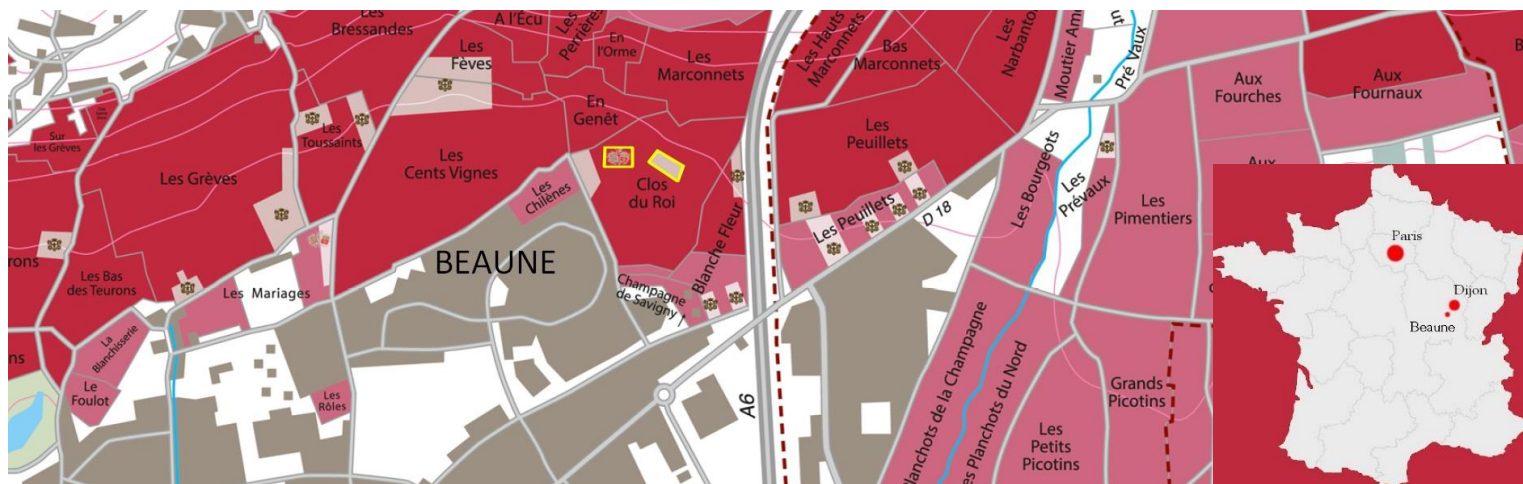 Les
Bressandes
A l'Écu
Les
Perrières
En
l'Orme
Les
Fèves
Les
Marconnets
Les Hauts
Marconnets
Bas
Marconnets
Les
Narbantons
Pré Vaux
Aux
Fourches
Aux
Fournaux
En
Genêt
Les
Toussaints
Sur
les Grèves
Les Grèves
Les
Cents Vignes
Les
Peuillets
Les Bourgeots
Les
Prévaux
Les
Pimentiers
Aux
Clos
du Roi
Les
Chilènes
Blanche Fleur
Les Peuillets
D 18
BEAUNE
Les Bas
des Teurons
Les Mariages
Champagne
de Savigny
La
Blanchisserie
Le
Foulot
Les
Rôles
A6
Planchots de la Champagne
Les Planchots du Nord
Grands
Picotins
Les
Petits
Picotins
Paris
Dijon
Beaune